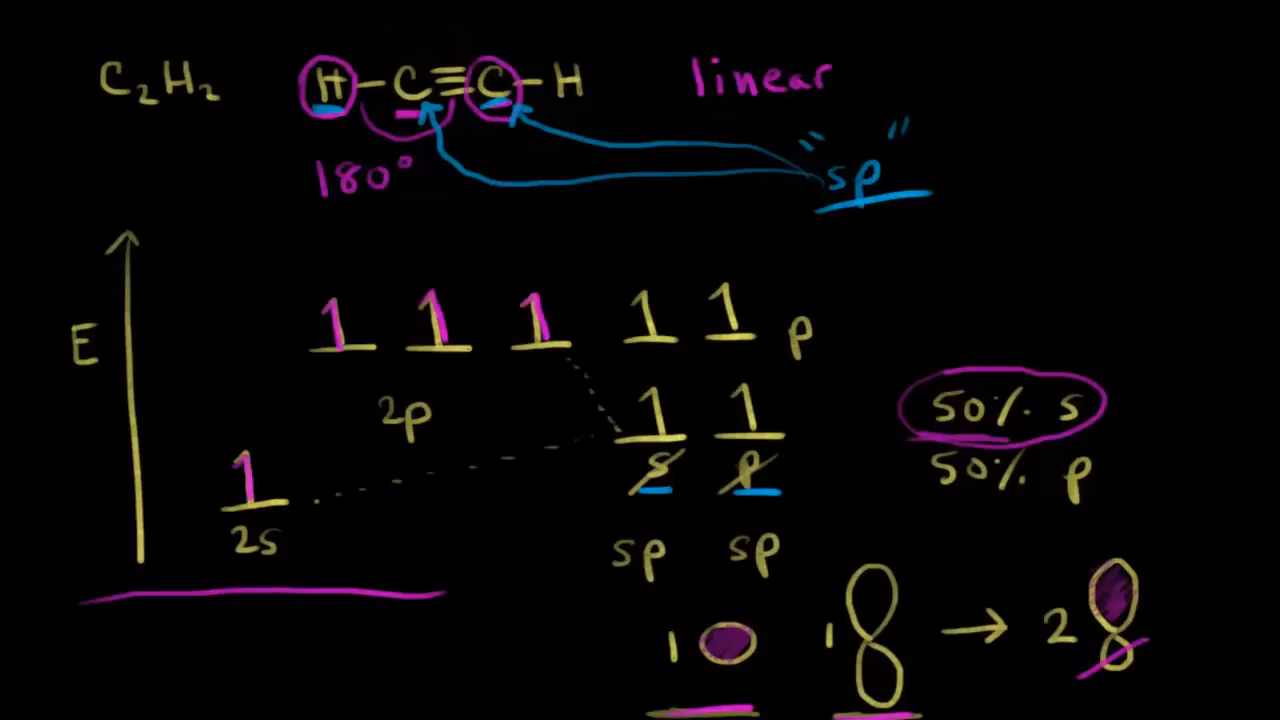 C₂H₂ H-C≡C-H linear
180° "sp"
E
1 1 1 1 1 p
2p 1 1 50% s
s p 50% p
1
2s sp sp
1 1 → 2